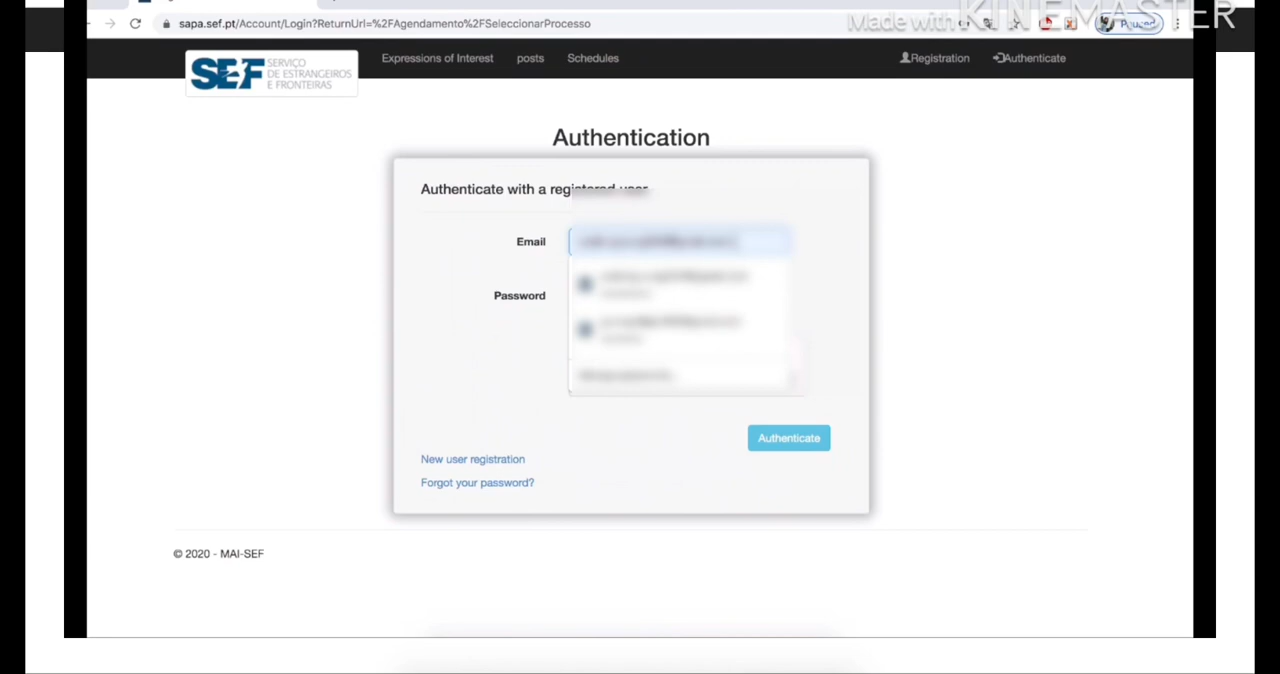 sapa.sef.pt/Account/Login?ReturnUrl=%2FAgendamento%2FSeleccionarProcesso
Made with KINEMASTER
Paused
SEF SERVIÇO
DE ESTRANGEIROS
E FRONTEIRAS
Expressions of Interest posts Schedules Registration Authenticate
Authentication
Authenticate with a registered user
Email
Password
Authenticate
New user registration
Forgot your password?
© 2020 - MAI-SEF